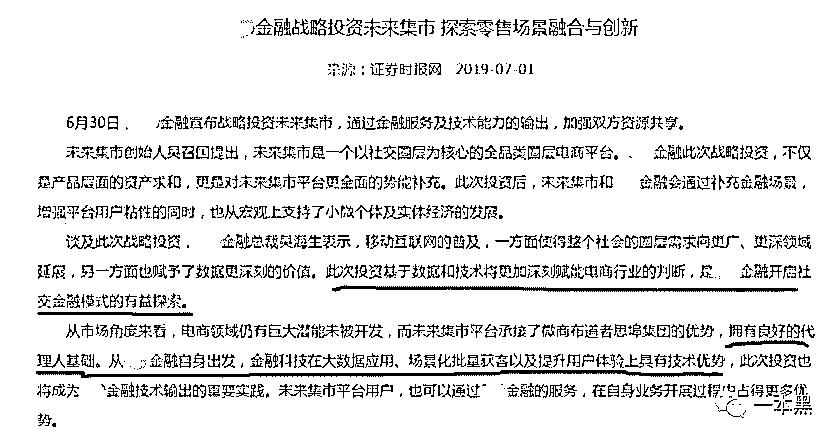 金融战略投资未来集市 探索零售场景融合与创新
来源：证券时报网 2019-07-01
6月30日， 金融宣布战略投资未来集市，通过金融服务及技术能力的输出，加强双方资源共享。
未来集市创始人吴召国提出，未来集市是一个以社交圈层为核心的全品类圈层电商平台。 金融此次战略投资，不仅
是产品层面的资产求和，更是对未来集市平台更全面的势能补充。此次投资后，未来集市和 金融会通过补充金融场景，
增强平台用户粘性的同时，也从宏观上支持了小微个体及实体经济的发展。
谈及此次战略投资， 金融总裁吴海生表示，移动互联网的普及，一方面使得整个社会的圈层需求向更广、更深领域
延展，另一方面也赋予了数据更深刻的价值。此次投资基于数据和技术将更加深刻赋能电商行业的判断，是 金融开启社
交金融模式的有益探索。
从市场角度来看，电商领域仍有巨大潜能未被开发，而未来集市平台承接了微商布道者思埠集团的优势，拥有良好的代
理人基础。从 金融自身出发，金融科技在大数据应用、场景化批量获客以及提升用户体验上具有技术优势，此次投资也
将成为 金融技术输出的重要实践。未来集市平台用户，也可以通过 金融的服务，在自身业务开展过程中占得更多优
势。
一本黑